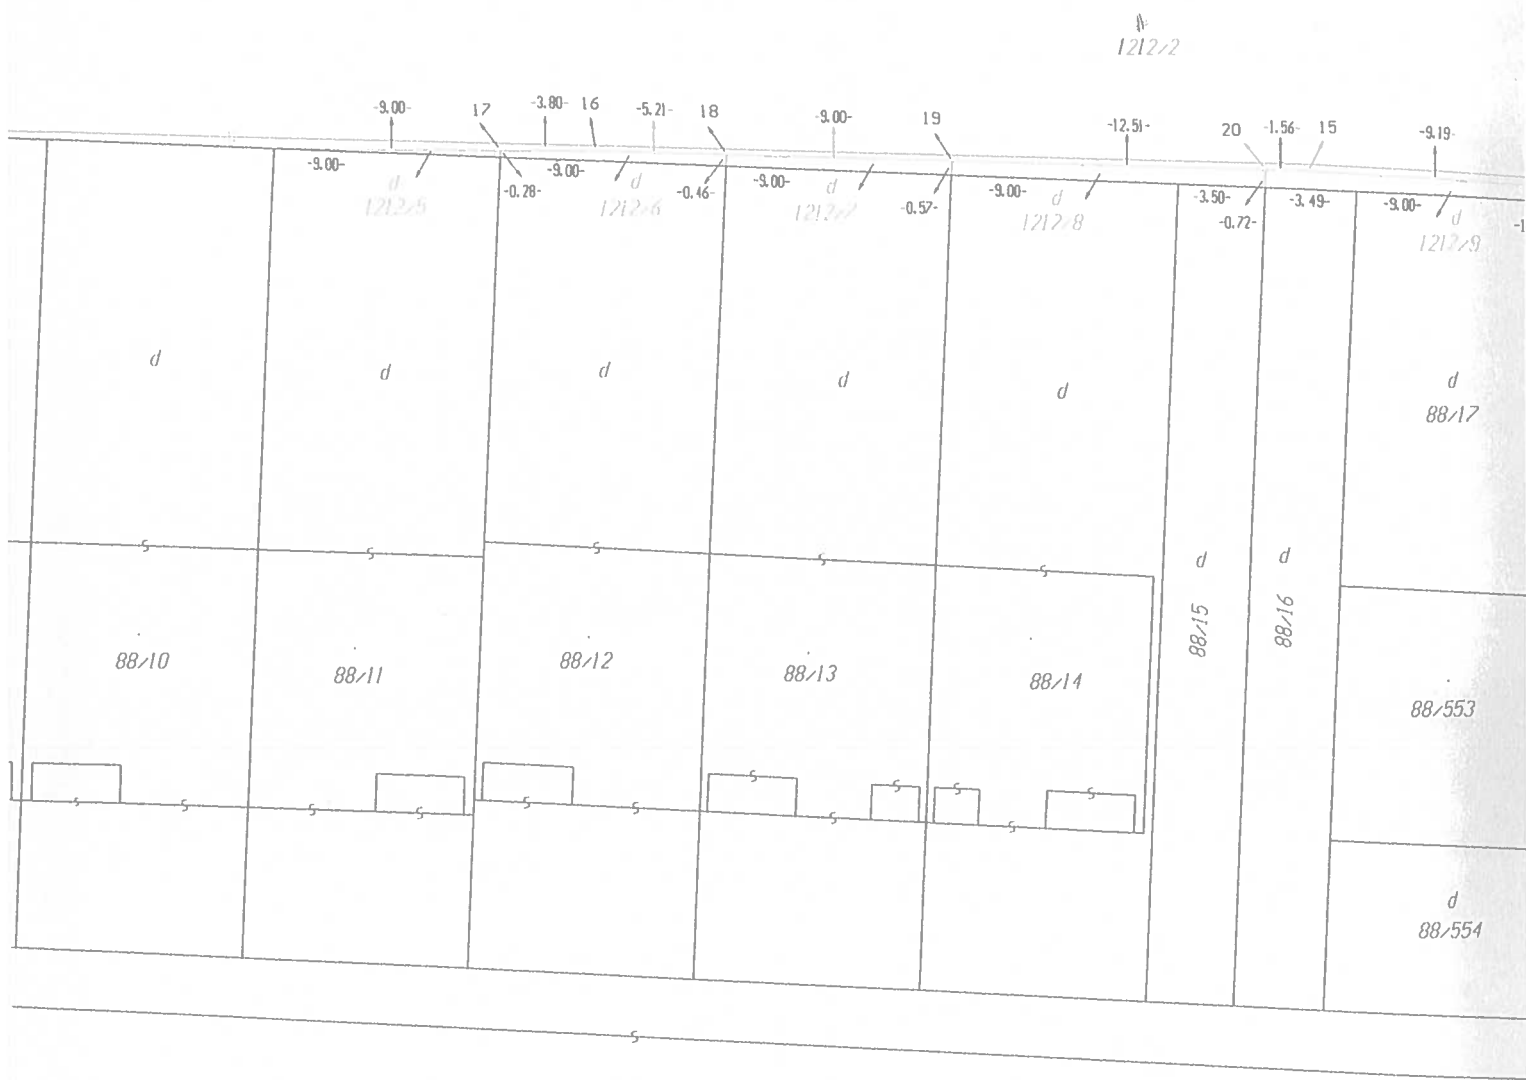 1212/2
-9.00- 17 -3.80- 16 -5.21- 18 -9.00- 19 -12.51- 20 -1.56- 15 -9.19-
-9.00- -0.28- -9.00- -0.46- -9.00- -0.57- -9.00- -3.50- -0.72- -3.49- -9.00-
d d d d d
1212/5 1212/6 1212/7 1212/8 1212/9
d d d d d d
88/17
d d
88/15 88/16
88/10 88/11 88/12 88/13 88/14
88/553
d
88/554